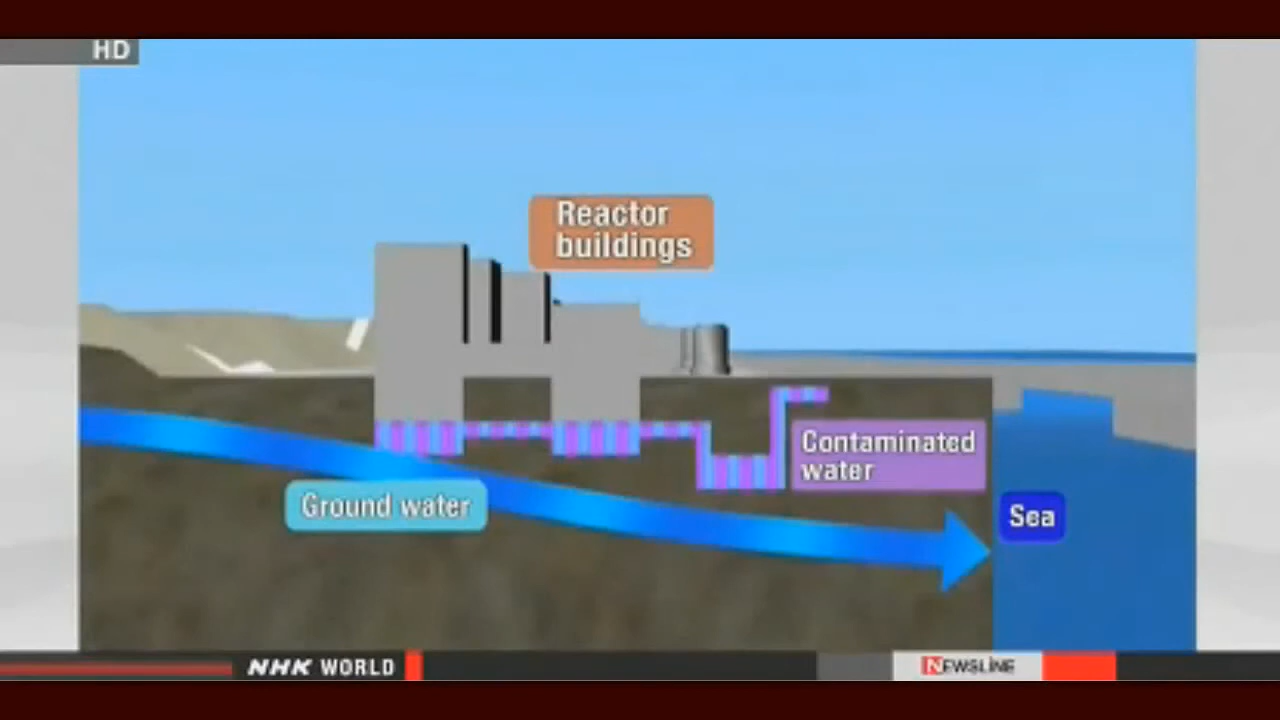 HD
Reactor
buildings
Contaminated
water
Ground water
Sea
NHK WORLD
NEWSLINE